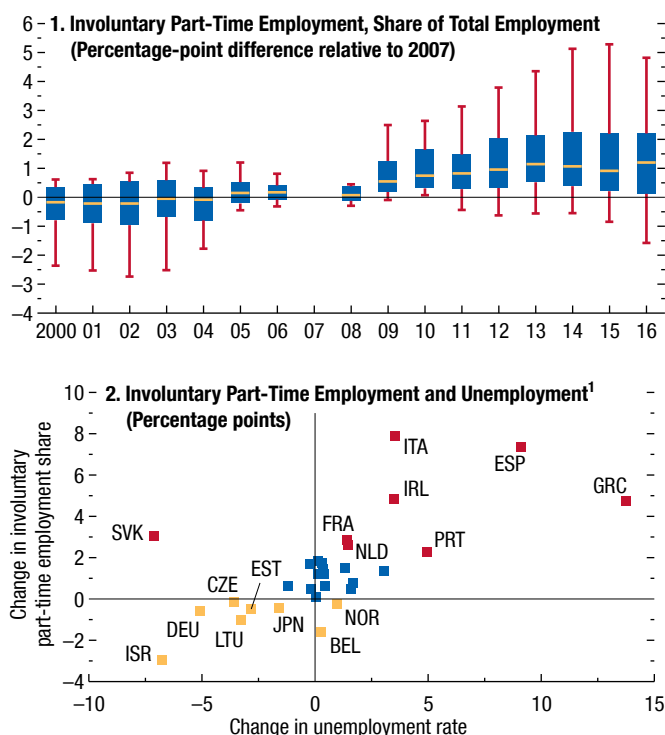 1. Involuntary Part-Time Employment, Share of Total Employment
(Percentage-point difference relative to 2007)
6
5
4
3
2
1
0
−1
−2
−3
−4
2000 01 02 03 04 05 06 07 08 09 10 11 12 13 14 15 16
2. Involuntary Part-Time Employment and Unemployment¹
(Percentage points)
Change in involuntary
part-time employment share
10
8
6
4
2
0
−2
−4
ITA
ESP
IRL
GRC
FRA
SVK
NLD
PRT
EST
CZE
NOR
DEU
LTU
JPN
BEL
ISR
−10 −5 0 5 10 15
Change in unemployment rate